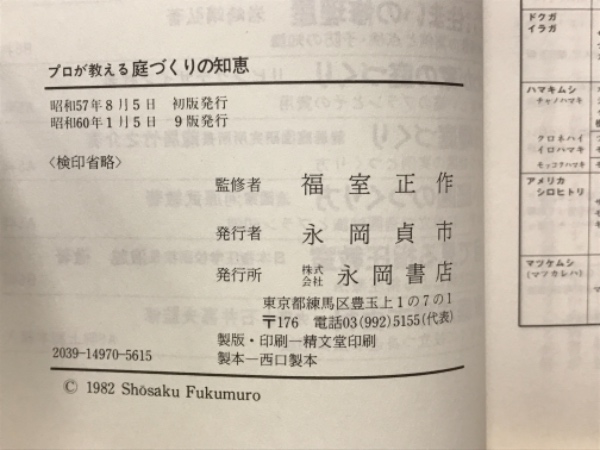 プロが教える庭づくりの知恵
昭和57年8月5日 初版発行
昭和60年1月5日 9版発行
〈検印省略〉
監修者 福室正作
発行者 永岡貞市
発行所 株式会社 永岡書店
東京都練馬区豊玉上1の7の1
〒176 電話03(992)5155(代表)
製版・印刷―精文堂印刷
製本―西口製本
2039-14970-5615
© 1982 Shōsaku Fukumuro
ドクガ
イラガ
ハマキムシ
チャノハマキ
クロネハイ
イロハマキ
モッコクハマキ
アメリカ
シロヒトリ
マツケムシ
(マツカレハ)